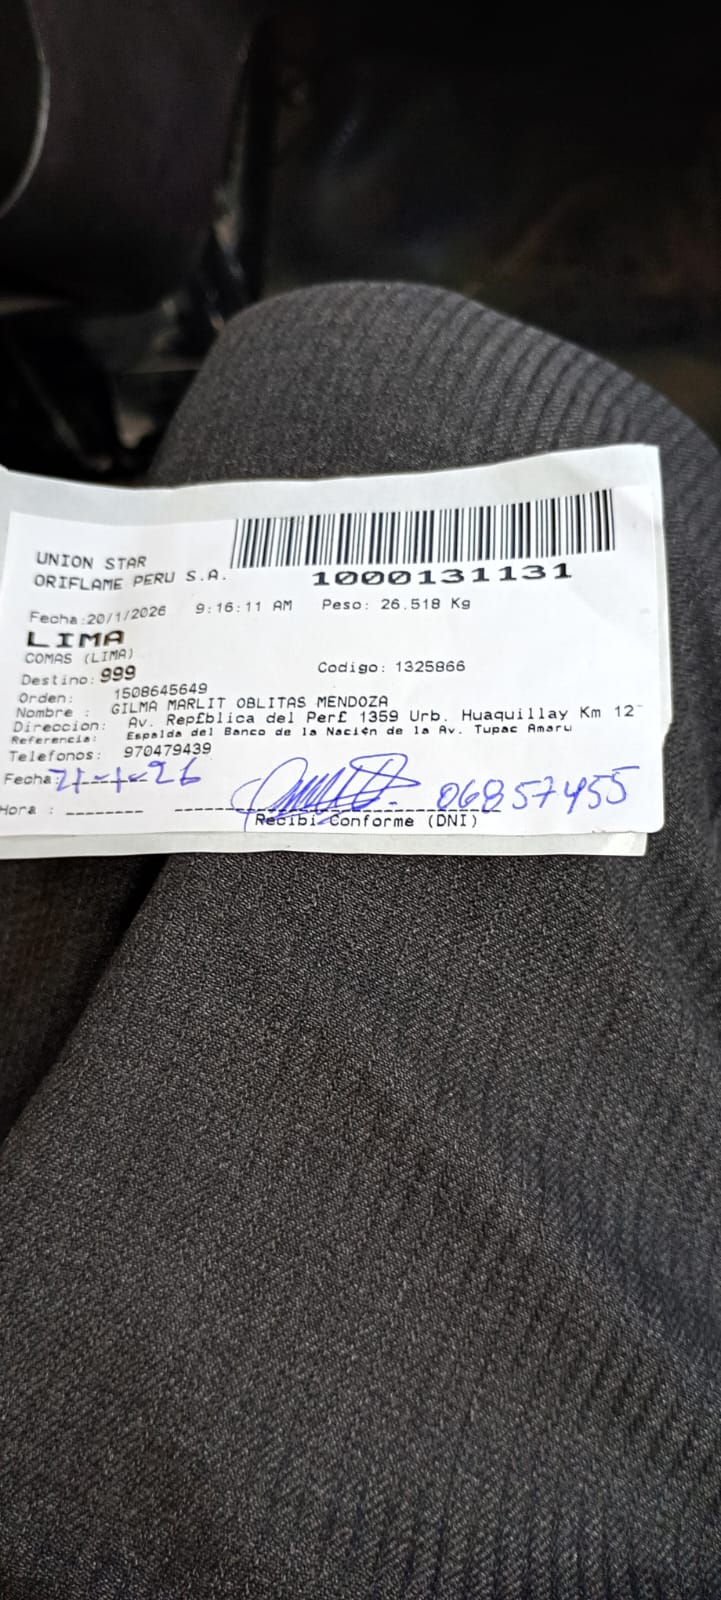 UNION STAR
ORIFLAME PERU S.A.
1000131131
Fecha:20/1/2026 9:16:11 AM Peso: 26.518 Kg
LIMA
COMAS (LIMA)
Destino: 999 Codigo: 1325866
Orden: 1508645649
Nombre : GILMA MARLIT OBLITAS MENDOZA
Direccion: Av. Rep£blica del Per£ 1359 Urb. Huaquillay Km 12
Referencia: Espalda del Banco de la Nación de la Av. Tupac Amaru
Telefonos: 970479439
Fecha: 21-1-26
Hora : -------- 06857455
Recibi Conforme (DNI)